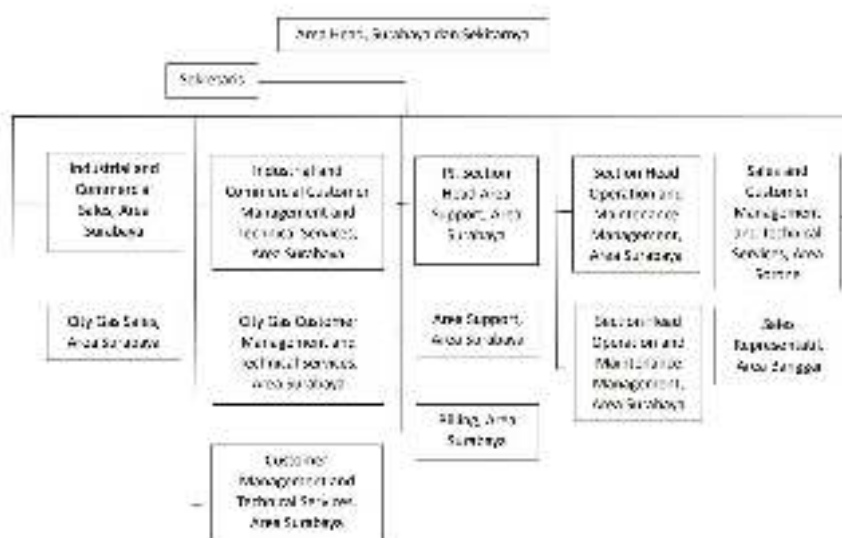 Area Head, Surabaya dan Sekitarnya
Sekretaris
Industrial and
Commercial
Sales, Area
Surabaya
Industrial and
Commercial Customer
Management and
Technical Services,
Area Surabaya
Section
Head Area
Support, Area
Surabaya
Section Head
Operation and
Maintenance
Management,
Area Surabaya
Sales and
Customer
Management
and Technical
Services, Area
City Gas Sales,
Area Surabaya
City Gas Customer
Management and
Technical Services,
Area Surabaya
Area Support,
Area Surabaya
Section Head
Operation and
Maintenance
Management,
Area Surabaya
Sales
Representatif,
Area
Billing, Area
Surabaya
Customer
Management and
Technical Services,
Area Surabaya